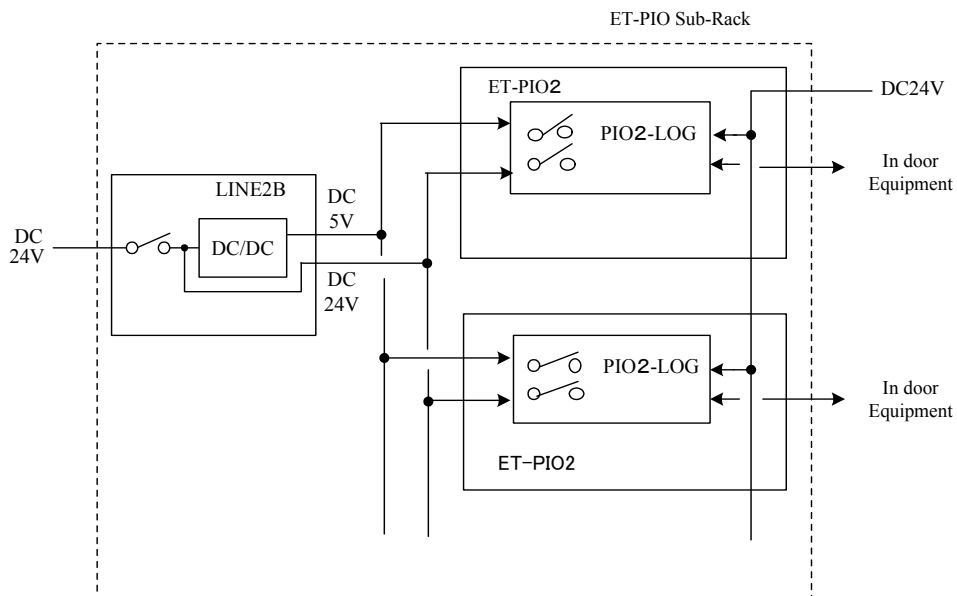 ET-PIO Sub-Rack
ET-PIO2
PIO2-LOG
DC24V
In door
Equipment
LINE2B
DC
5V
DC
24V
DC/DC
DC
24V
PIO2-LOG
In door
Equipment
ET-PIO2